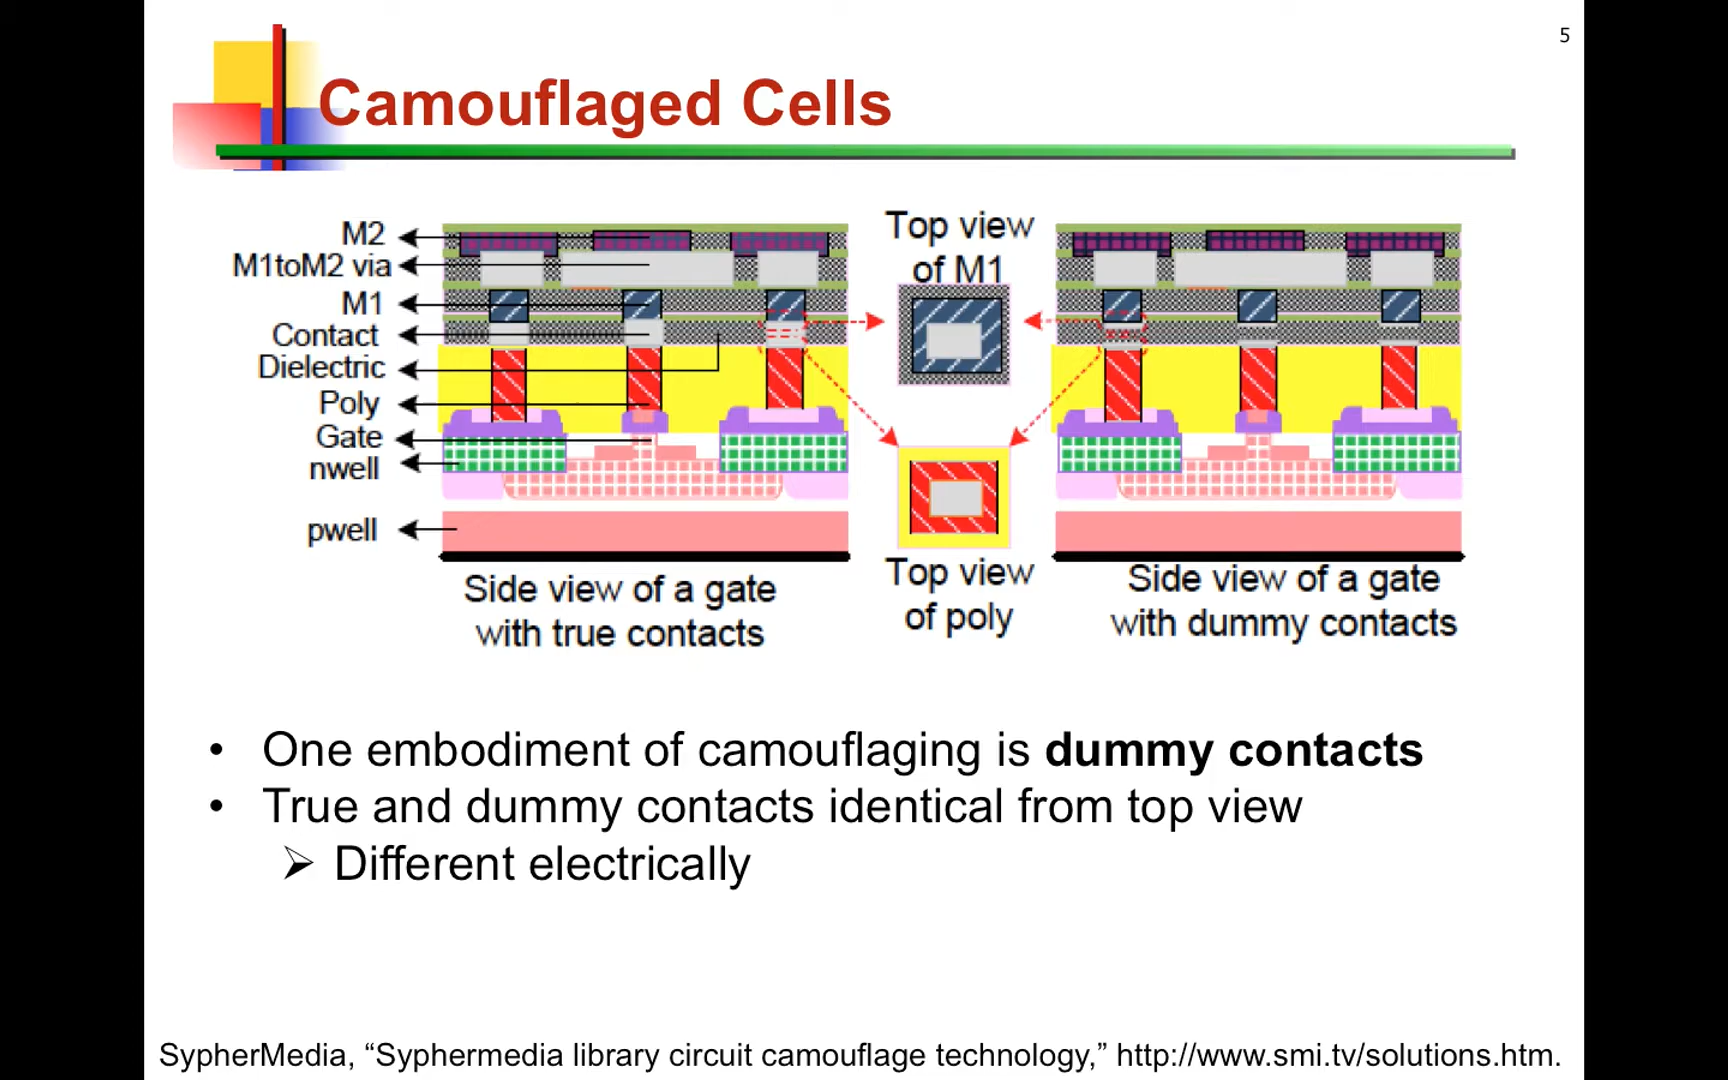 5
Camouflaged Cells
M2
M1toM2 via
M1
Contact
Dielectric
Poly
Gate
nwell
pwell
Side view of a gate
with true contacts
Top view
of M1
Top view
of poly
Side view of a gate
with dummy contacts
• One embodiment of camouflaging is dummy contacts
• True and dummy contacts identical from top view
➢ Different electrically
SypherMedia, “Syphermedia library circuit camouflage technology,” http://www.smi.tv/solutions.htm.